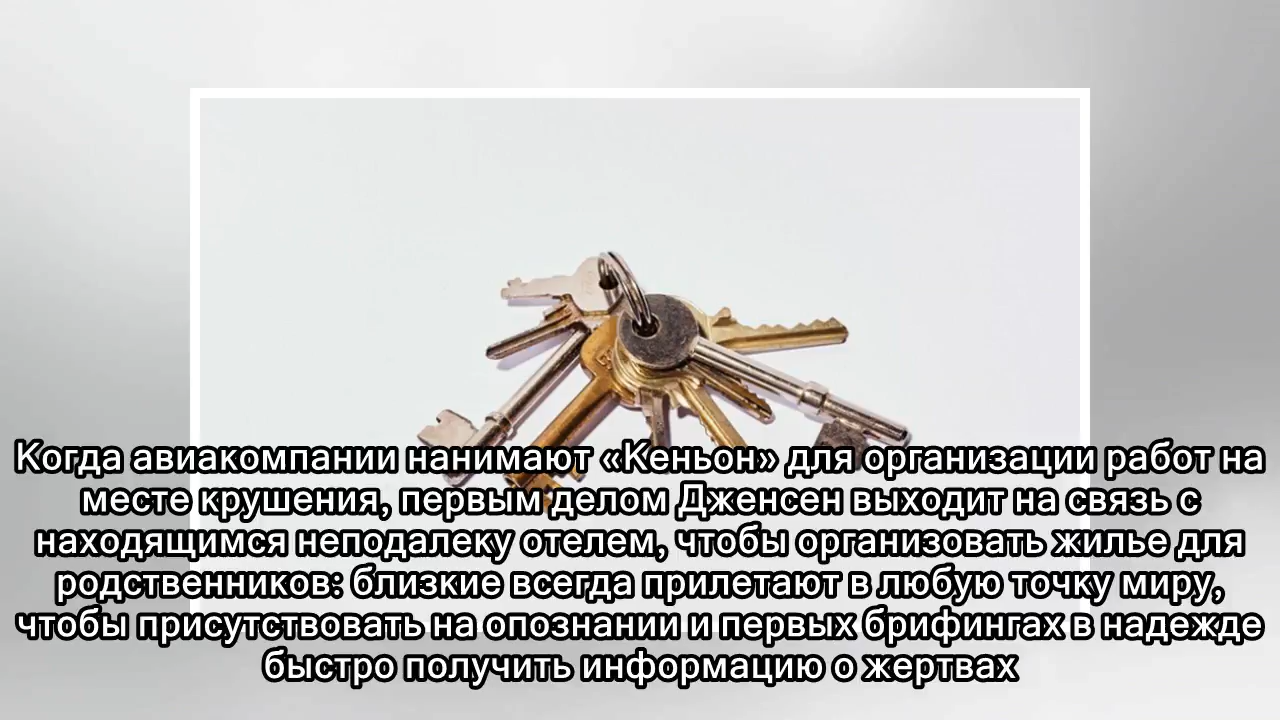 Когда авиакомпании нанимают «Кеньон» для организации работ на
месте крушения, первым делом Дженсен выходит на связь с
находящимся неподалеку отелем, чтобы организовать жилье для
родственников: близкие всегда прилетают в любую точку миру,
чтобы присутствовать на опознании и первых брифингах в надежде
быстро получить информацию о жертвах